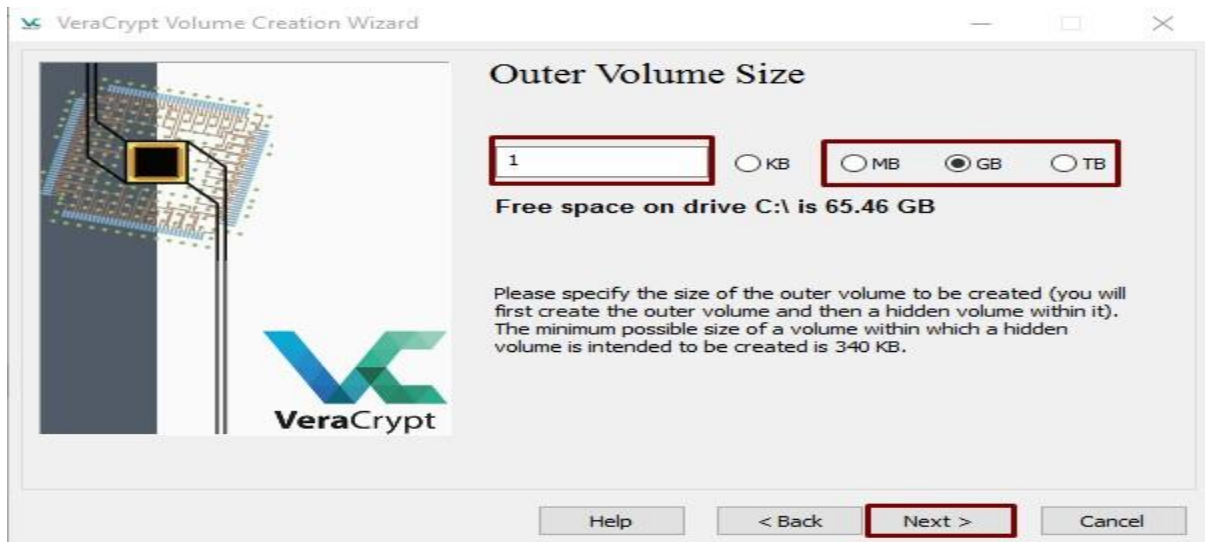 VeraCrypt Volume Creation Wizard
Outer Volume Size
1 KB MB GB TB
Free space on drive C:\ is 65.46 GB
Please specify the size of the outer volume to be created (you will
first create the outer volume and then a hidden volume within it).
The minimum possible size of a volume within which a hidden
volume is intended to be created is 340 KB.
VeraCrypt
Help < Back Next > Cancel